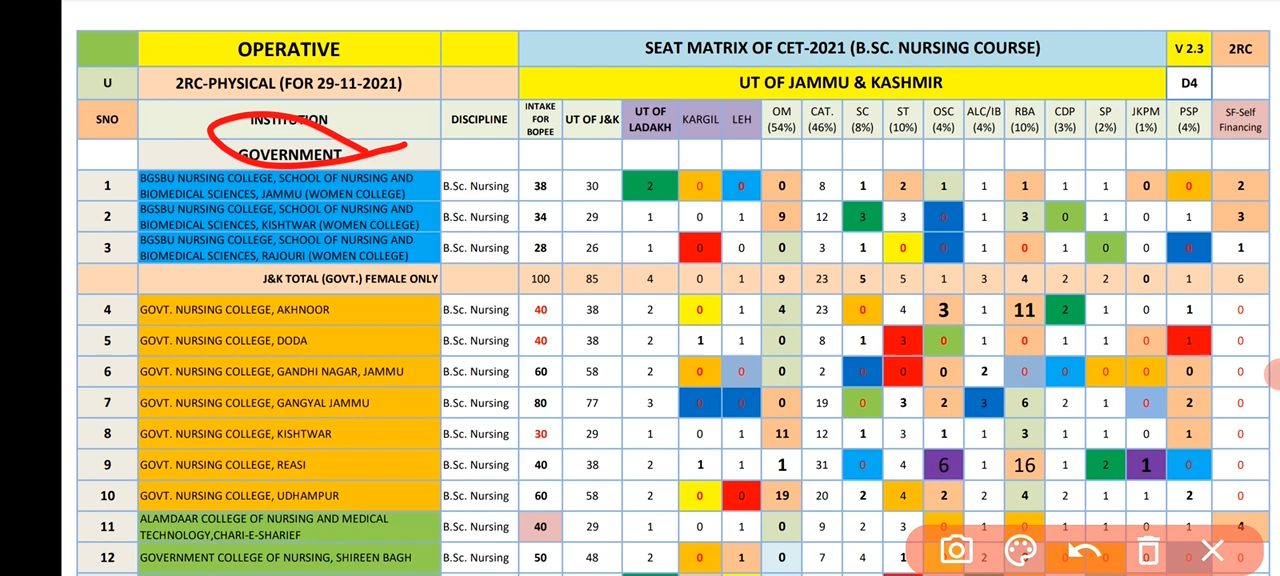 OPERATIVE SEAT MATRIX OF CET-2021 (B.SC. NURSING COURSE) V 2.3 2RC
U 2RC-PHYSICAL (FOR 29-11-2021) UT OF JAMMU & KASHMIR D4
SNO INSTITUTION DISCIPLINE INTAKE FOR BOPEE UT OF J&K UT OF LADAKH KARGIL LEH OM (54%) CAT. (46%) SC (8%) ST (10%) OSC (4%) ALC/IB (4%) RBA (10%) CDP (3%) SP (2%) JKPM (1%) PSP (4%) SF-Self Financing
GOVERNMENT
1 BGSBU NURSING COLLEGE, SCHOOL OF NURSING AND BIOMEDICAL SCIENCES, JAMMU (WOMEN COLLEGE) B.Sc. Nursing 38 30 2 0 0 0 8 1 2 1 1 1 1 1 0 0 2
2 BGSBU NURSING COLLEGE, SCHOOL OF NURSING AND BIOMEDICAL SCIENCES, KISHTWAR (WOMEN COLLEGE) B.Sc. Nursing 34 29 1 0 1 9 12 3 3 0 1 3 0 1 0 1 3
3 BGSBU NURSING COLLEGE, SCHOOL OF NURSING AND BIOMEDICAL SCIENCES, RAJOURI (WOMEN COLLEGE) B.Sc. Nursing 28 26 1 0 0 0 3 1 0 0 1 0 1 0 0 0 1
J&K TOTAL (GOVT.) FEMALE ONLY 100 85 4 0 1 9 23 5 5 1 3 4 2 2 0 1 6
4 GOVT. NURSING COLLEGE, AKHNOOR B.Sc. Nursing 40 38 2 0 1 4 23 0 4 3 1 11 2 1 0 1 0
5 GOVT. NURSING COLLEGE, DODA B.Sc. Nursing 40 38 2 1 1 0 8 1 3 0 1 0 1 1 0 1 0
6 GOVT. NURSING COLLEGE, GANDHI NAGAR, JAMMU B.Sc. Nursing 60 58 2 0 0 0 2 0 0 0 2 0 0 0 0 0 0
7 GOVT. NURSING COLLEGE, GANGYAL JAMMU B.Sc. Nursing 80 77 3 0 0 0 19 0 3 2 3 6 2 1 0 2 0
8 GOVT. NURSING COLLEGE, KISHTWAR B.Sc. Nursing 30 29 1 0 1 11 12 1 3 1 1 3 1 1 0 1 0
9 GOVT. NURSING COLLEGE, REASI B.Sc. Nursing 40 38 2 1 1 1 31 0 4 6 1 16 1 2 1 0 0
10 GOVT. NURSING COLLEGE, UDHAMPUR B.Sc. Nursing 60 58 2 0 0 19 20 2 4 2 2 4 2 1 1 2 0
11 ALAMDAAR COLLEGE OF NURSING AND MEDICAL TECHNOLOGY,CHARI-E-SHARIEF B.Sc. Nursing 40 29 1 0 1 0 9 2 3 0 1 0 1 1 0 1 4
12 GOVERNMENT COLLEGE OF NURSING, SHIREEN BAGH B.Sc. Nursing 50 48 2 0 1 0 7 4 1 2